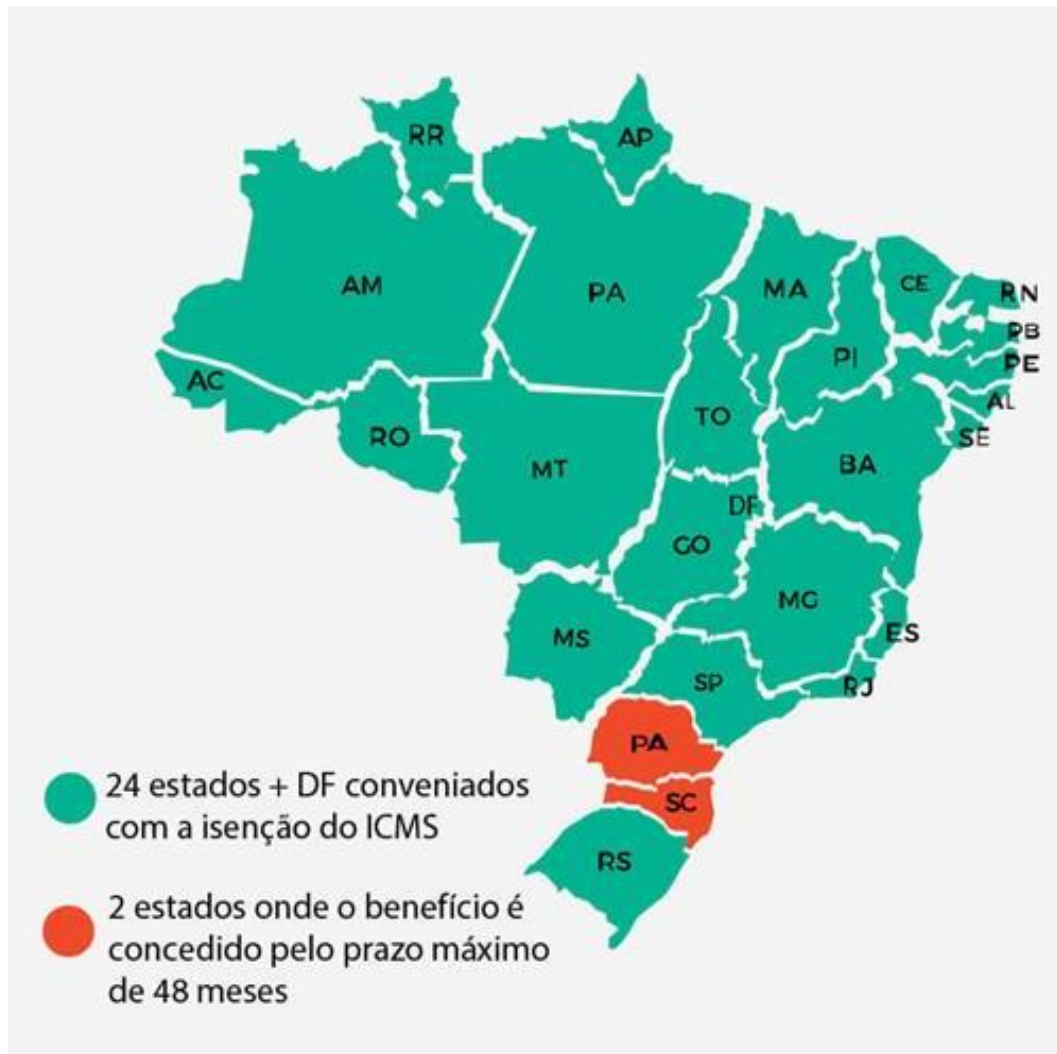 RR
AP
AM
PA
MA
CE
RN
PB
PE
AL
SE
PI
AC
RO
TO
MT
BA
DF
GO
MG
MS
ES
SP
RJ
PA
SC
RS
24 estados + DF conveniados
com a isenção do ICMS
2 estados onde o benefício é
concedido pelo prazo máximo
de 48 meses